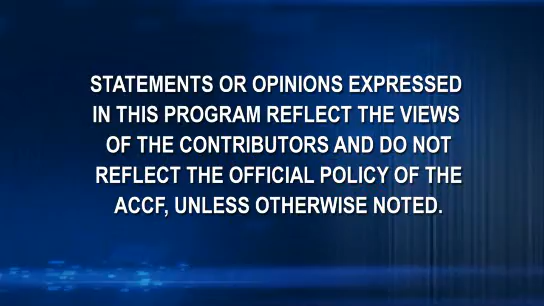 STATEMENTS OR OPINIONS EXPRESSED
IN THIS PROGRAM REFLECT THE VIEWS
OF THE CONTRIBUTORS AND DO NOT
REFLECT THE OFFICIAL POLICY OF THE
ACCF, UNLESS OTHERWISE NOTED.